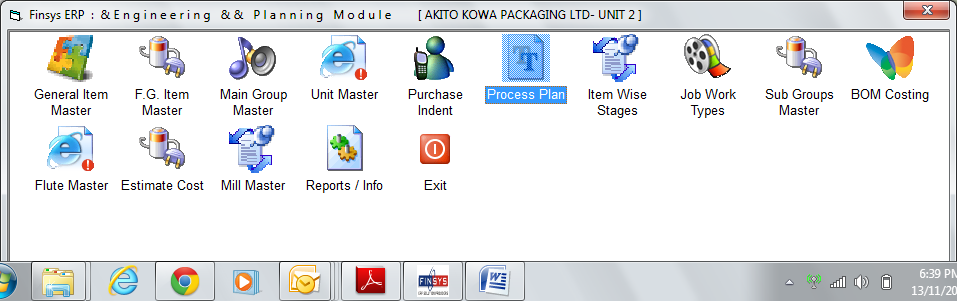 Finsys ERP : &Engineering && Planning Module [ AKITO KOWA PACKAGING LTD- UNIT 2 ]
General Item Master
F.G. Item Master
Main Group Master
Unit Master
Purchase Indent
Process Plan
Item Wise Stages
Job Work Types
Sub Groups Master
BOM Costing
Flute Master
Estimate Cost
Mill Master
Reports / Info
Exit
FINSYS
6:39 PM
13/11/20